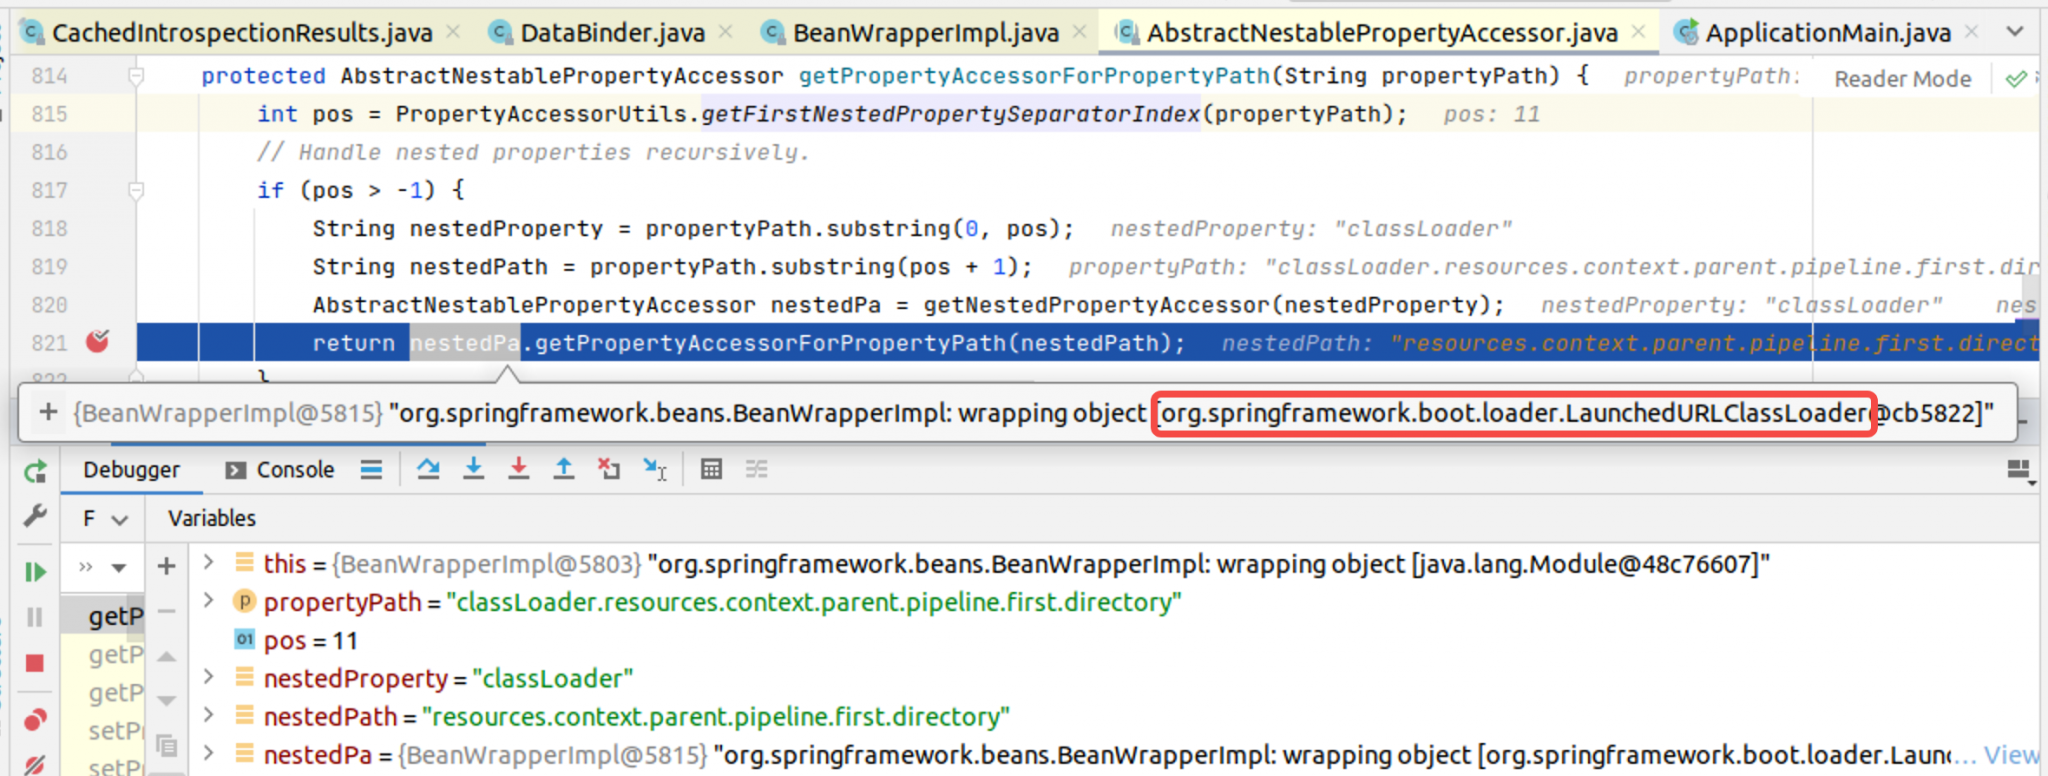 CachedIntrospectionResults.java DataBinder.java BeanWrapperImpl.java AbstractNestablePropertyAccessor.java ApplicationMain.java
814 protected AbstractNestablePropertyAccessor getPropertyAccessorForPropertyPath(String propertyPath) { propertyPath: Reader Mode
815 int pos = PropertyAccessorUtils.getFirstNestedPropertySeparatorIndex(propertyPath); pos: 11
816 // Handle nested properties recursively.
817 if (pos > -1) {
818 String nestedProperty = propertyPath.substring(0, pos); nestedProperty: "classLoader"
819 String nestedPath = propertyPath.substring(pos + 1); propertyPath: "classLoader.resources.context.parent.pipeline.first.dir
820 AbstractNestablePropertyAccessor nestedPa = getNestedPropertyAccessor(nestedProperty); nestedProperty: "classLoader" nes
821 return nestedPa.getPropertyAccessorForPropertyPath(nestedPath); nestedPath: "resources.context.parent.pipeline.first.direct
822 }
+ {BeanWrapperImpl@5815} "org.springframework.beans.BeanWrapperImpl: wrapping object [org.springframework.boot.loader.LaunchedURLClassLoader@cb5822]"
Debugger Console
F Variables
this = {BeanWrapperImpl@5803} "org.springframework.beans.BeanWrapperImpl: wrapping object [java.lang.Module@48c76607]"
propertyPath = "classLoader.resources.context.parent.pipeline.first.directory"
getP
pos = 11
getP
nestedProperty = "classLoader"
getP
nestedPath = "resources.context.parent.pipeline.first.directory"
setPr
nestedPa = {BeanWrapperImpl@5815} "org.springframework.beans.BeanWrapperImpl: wrapping object [org.springframework.boot.loader.Laun... View
setPr